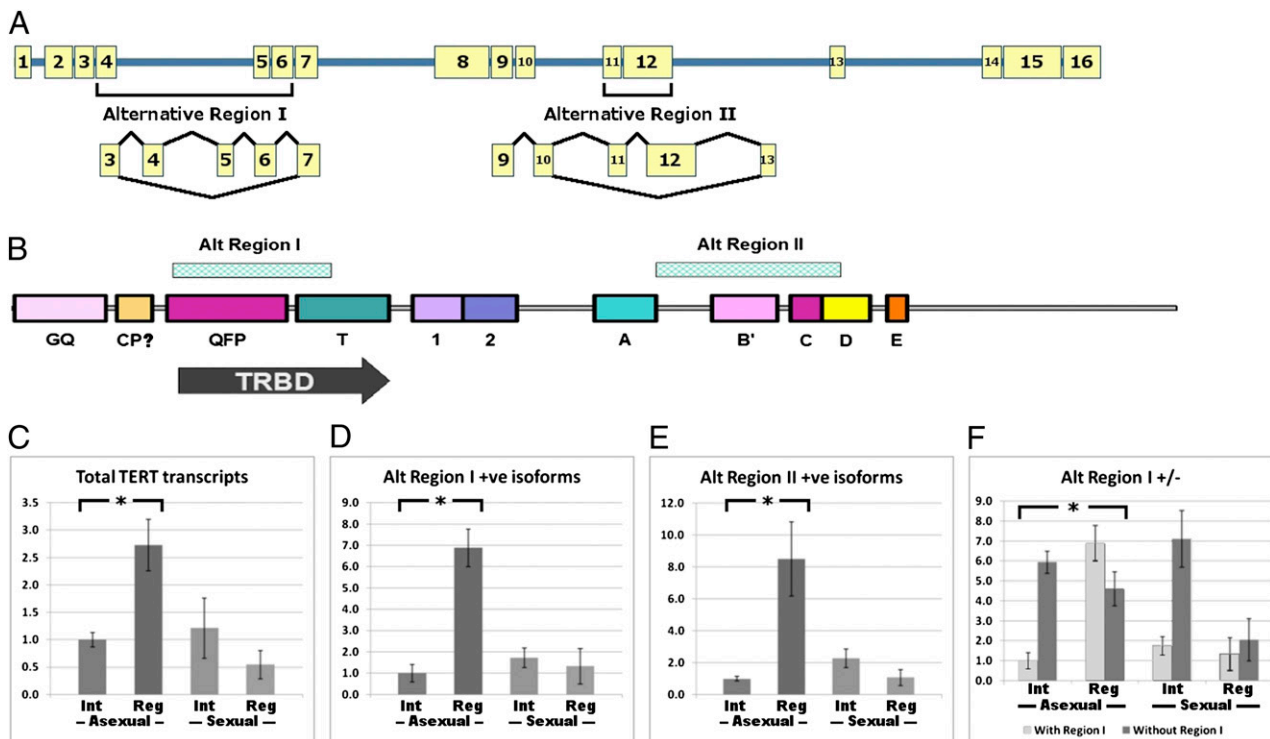 A
1 2 3 4 5 6 7 8 9 10 11 12 13 14 15 16
Alternative Region I Alternative Region II
3 4 5 6 7 9 10 11 12 13
B
Alt Region I Alt Region II
GQ CP? QFP T 1 2 A B' C D E
TRBD
C D E F
Total TERT transcripts
3.5
3.0
2.5
2.0
1.5
1.0
0.5
0.0
*
Int Reg Int Reg
– Asexual – – Sexual –
Alt Region I +ve isoforms
9.0
8.0
7.0
6.0
5.0
4.0
3.0
2.0
1.0
0.0
*
Int Reg Int Reg
– Asexual – – Sexual –
Alt Region II +ve isoforms
12.0
10.0
8.0
6.0
4.0
2.0
0.0
*
Int Reg Int Reg
– Asexual – – Sexual –
Alt Region I +/-
9.0
8.0
7.0
6.0
5.0
4.0
3.0
2.0
1.0
0.0
*
Int Reg Int Reg
— Asexual — — Sexual —
With Region I Without Region I